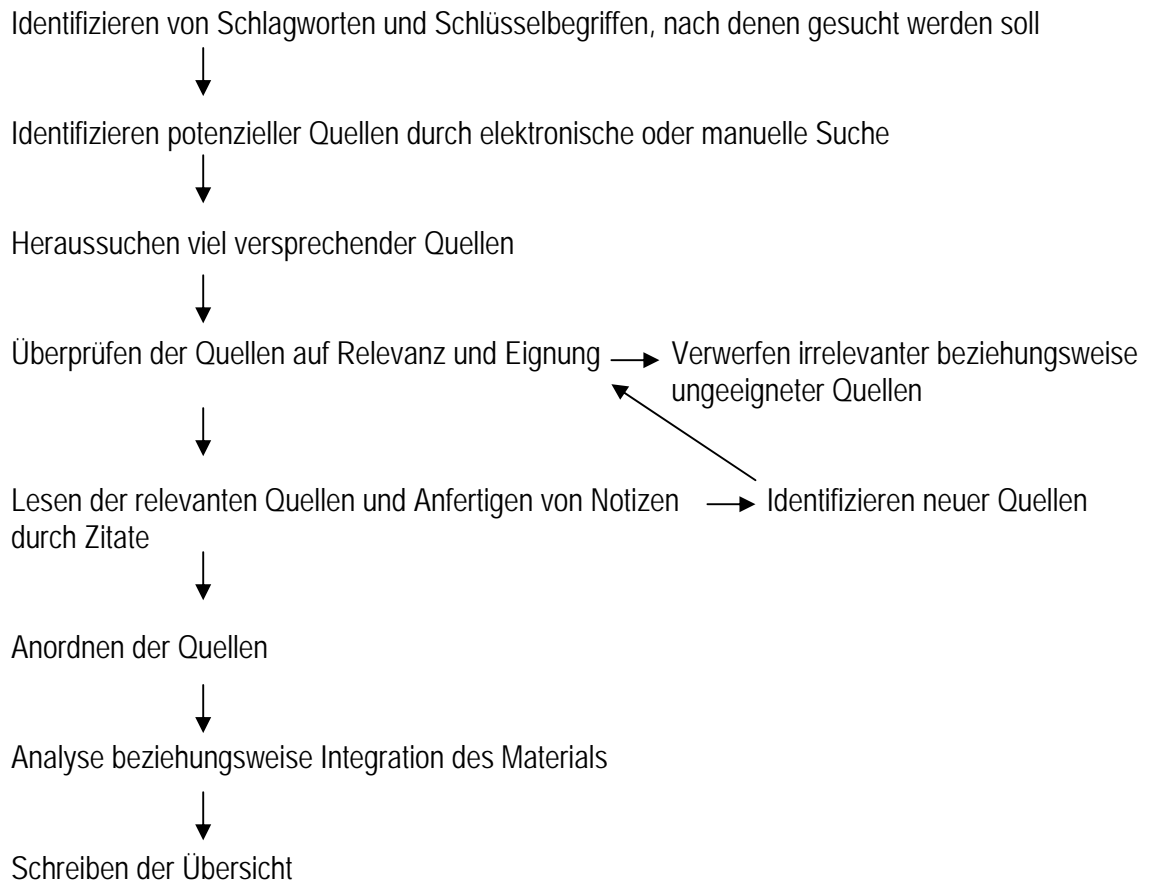 Identifizieren von Schlagworten und Schlüsselbegriffen, nach denen gesucht werden soll
Identifizieren potenzieller Quellen durch elektronische oder manuelle Suche
Heraussuchen viel versprechender Quellen
Überprüfen der Quellen auf Relevanz und Eignung
Verwerfen irrelevanter beziehungsweise
ungeeigneter Quellen
Lesen der relevanten Quellen und Anfertigen von Notizen
durch Zitate
Identifizieren neuer Quellen
Anordnen der Quellen
Analyse beziehungsweise Integration des Materials
Schreiben der Übersicht